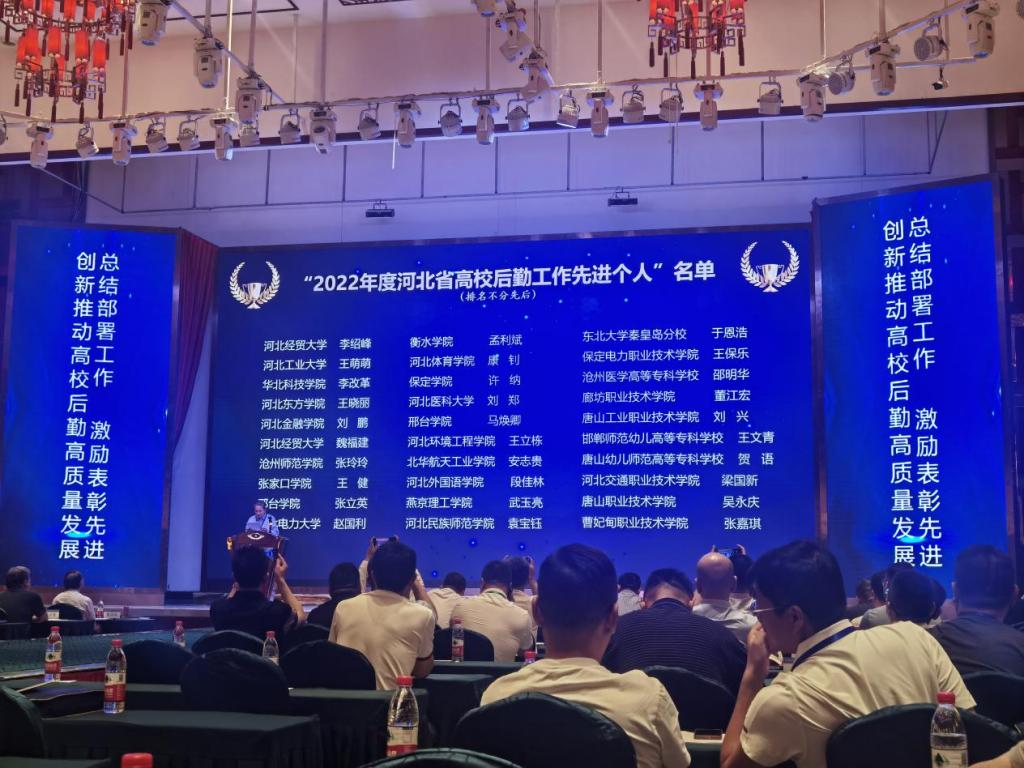 总结部署工作 激励表彰先进
创新推动高校后勤高质量发展
“2022年度河北省高校后勤工作先进个人”名单
(排名不分先后)
河北经贸大学 李绍峰
河北工业大学 王萌萌
华北科技学院 李改革
河北东方学院 王晓丽
河北金融学院 刘 鹏
河北经贸大学 魏福建
沧州师范学院 张玲玲
张家口学院 王 健
台学院 张立英
电力大学 赵国利
衡水学院 孟利斌
河北体育学院 康 钊
保定学院 许 纳
河北医科大学 刘 郑
邢台学院 马焕卿
河北环境工程学院 王立栋
北华航天工业学院 安志贵
河北外国语学院 段佳林
燕京理工学院 武玉亮
河北民族师范学院 袁宝钰
东北大学秦皇岛分校 于恩浩
保定电力职业技术学院 王保乐
沧州医学高等专科学校 邵明华
廊坊职业技术学院 董江宏
唐山工业职业技术学院 刘 兴
邯郸师范幼儿高等专科学校 王文青
唐山幼儿师范高等专科学校 贺 语
河北交通职业技术学院 梁国新
唐山职业技术学院 吴永庆
曹妃甸职业技术学院 张嘉琪
总结部署工作 激励表彰先进
创新推动高校后勤高质量发展